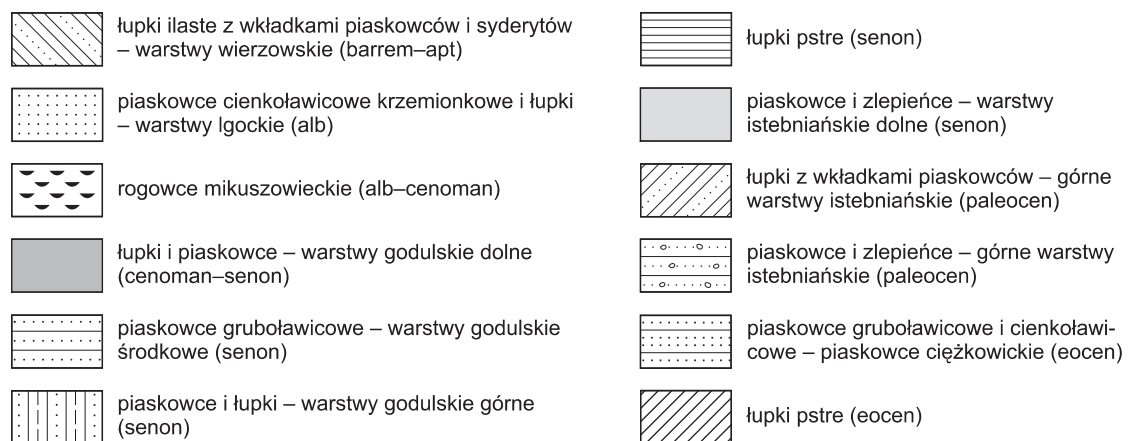 łupki ilaste z wkładkami piaskowców i syderytów
– warstwy wierzowskie (barrem–apt)
piaskowce cienkoławicowe krzemionkowe i łupki
– warstwy lgockie (alb)
rogowce mikuszowieckie (alb–cenoman)
łupki i piaskowce – warstwy godulskie dolne
(cenoman–senon)
piaskowce gruboławicowe – warstwy godulskie
środkowe (senon)
piaskowce i łupki – warstwy godulskie górne
(senon)
łupki pstre (senon)
piaskowce i zlepieńce – warstwy
istebniańskie dolne (senon)
łupki z wkładkami piaskowców – górne
warstwy istebniańskie (paleocen)
piaskowce i zlepieńce – górne warstwy
istebniańskie (paleocen)
piaskowce gruboławicowe i cienkoławi-
cowe – piaskowce ciężkowickie (eocen)
łupki pstre (eocen)